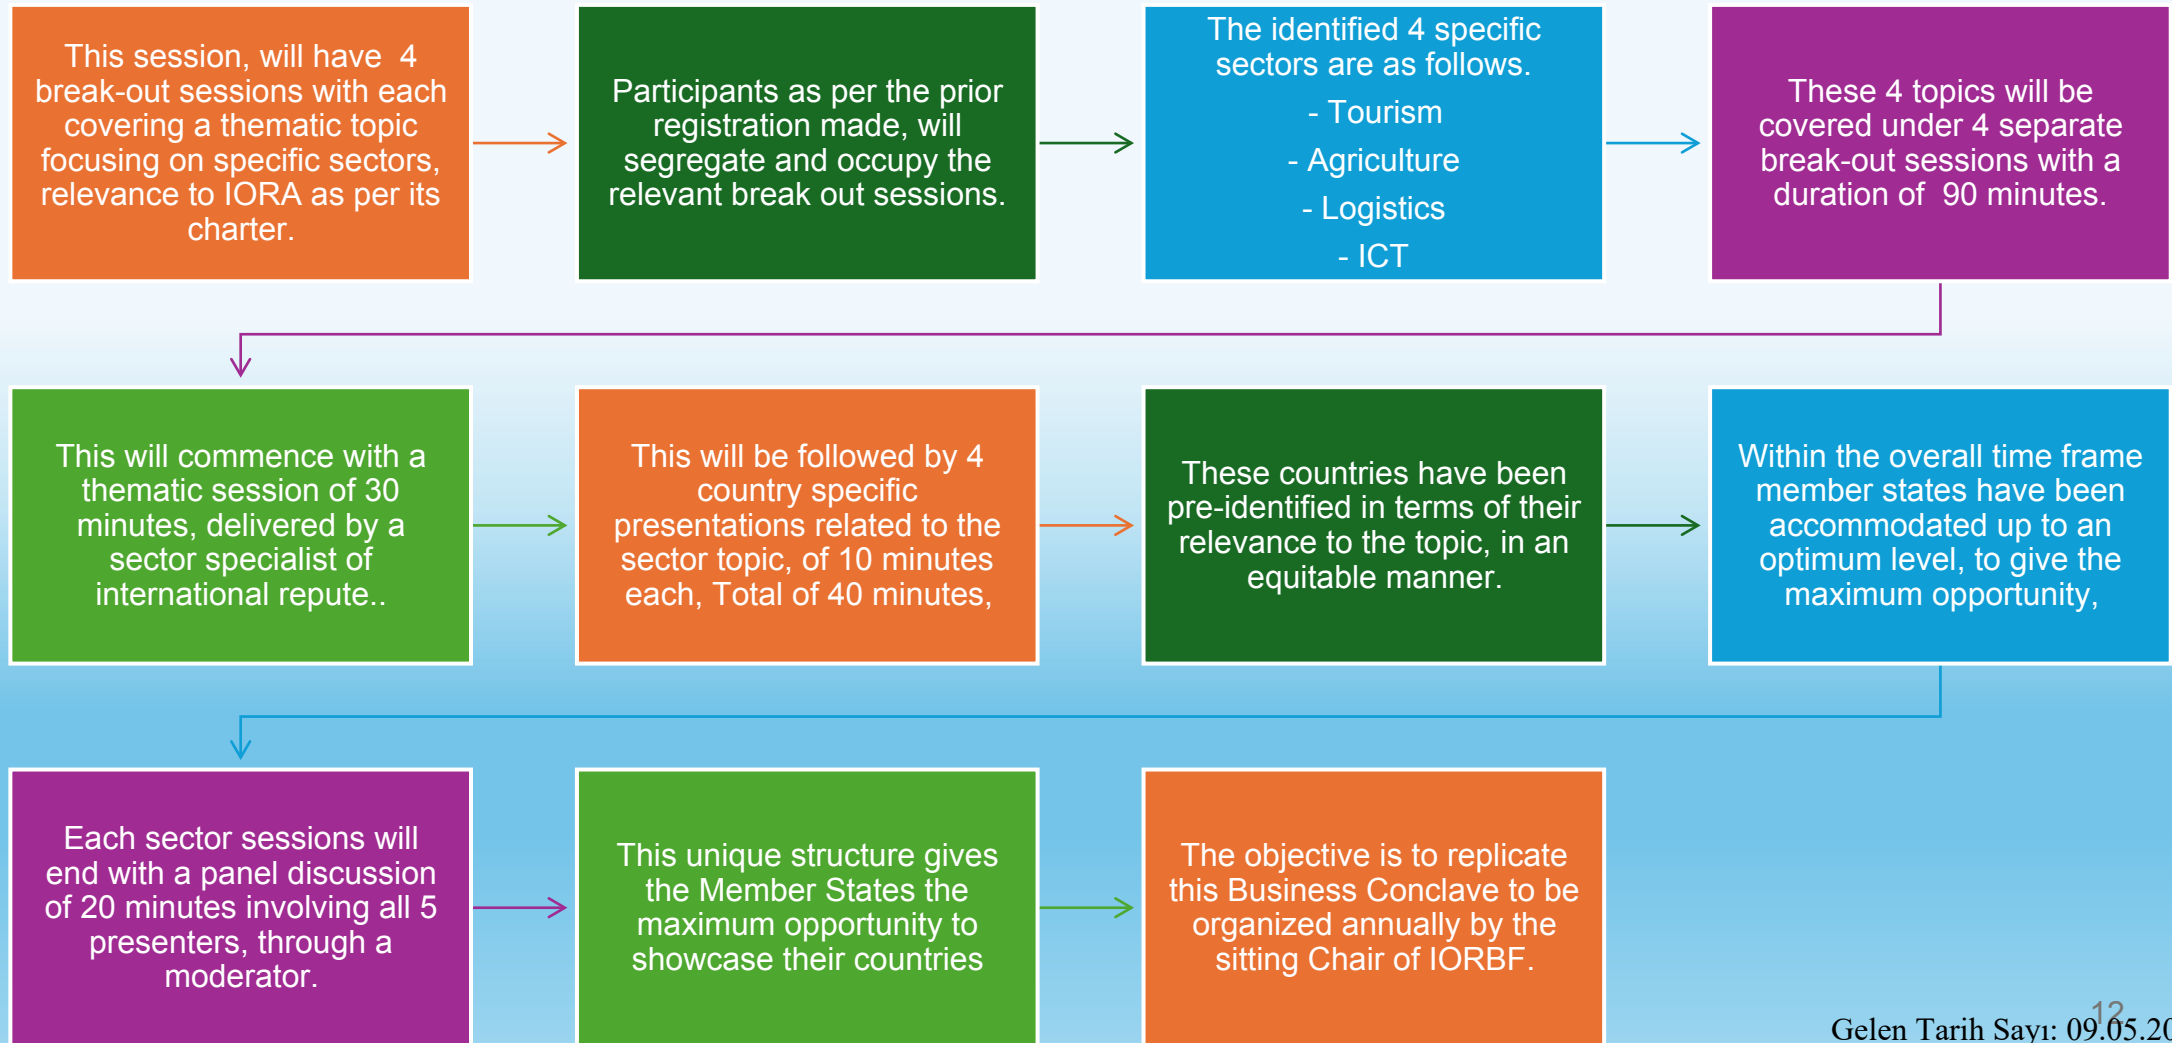 This session, will have 4
break-out sessions with each
covering a thematic topic
focusing on specific sectors,
relevance to IORA as per its
charter.
Participants as per the prior
registration made, will
segregate and occupy the
relevant break out sessions.
The identified 4 specific
sectors are as follows.
- Tourism
- Agriculture
- Logistics
- ICT
These 4 topics will be
covered under 4 separate
break-out sessions with a
duration of 90 minutes.
This will commence with a
thematic session of 30
minutes, delivered by a
sector specialist of
international repute..
This will be followed by 4
country specific
presentations related to the
sector topic, of 10 minutes
each, Total of 40 minutes,
These countries have been
pre-identified in terms of their
relevance to the topic, in an
equitable manner.
Within the overall time frame
member states have been
accommodated up to an
optimum level, to give the
maximum opportunity,
Each sector sessions will
end with a panel discussion
of 20 minutes involving all 5
presenters, through a
moderator.
This unique structure gives
the Member States the
maximum opportunity to
showcase their countries
The objective is to replicate
this Business Conclave to be
organized annually by the
sitting Chair of IORBF.
12
Gelen Tarih Sayı: 09.05.20